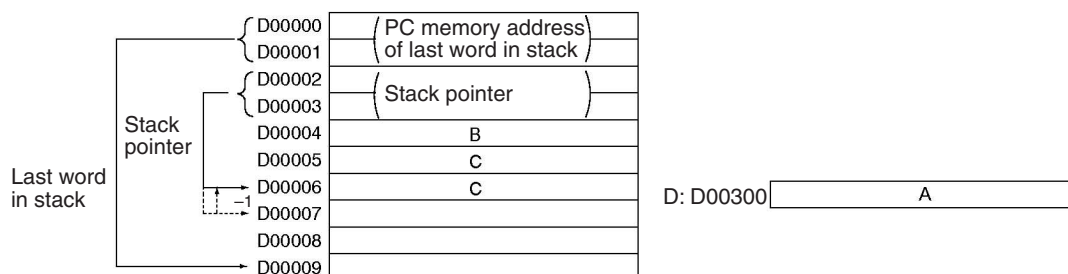 D00000
(PC memory address
D00001
of last word in stack)
D00002
(Stack pointer)
D00003
Stack
pointer
D00004 B
D00005 C
Last word
in stack
D00006 C
–1
D00007
D: D00300 A
D00008
D00009